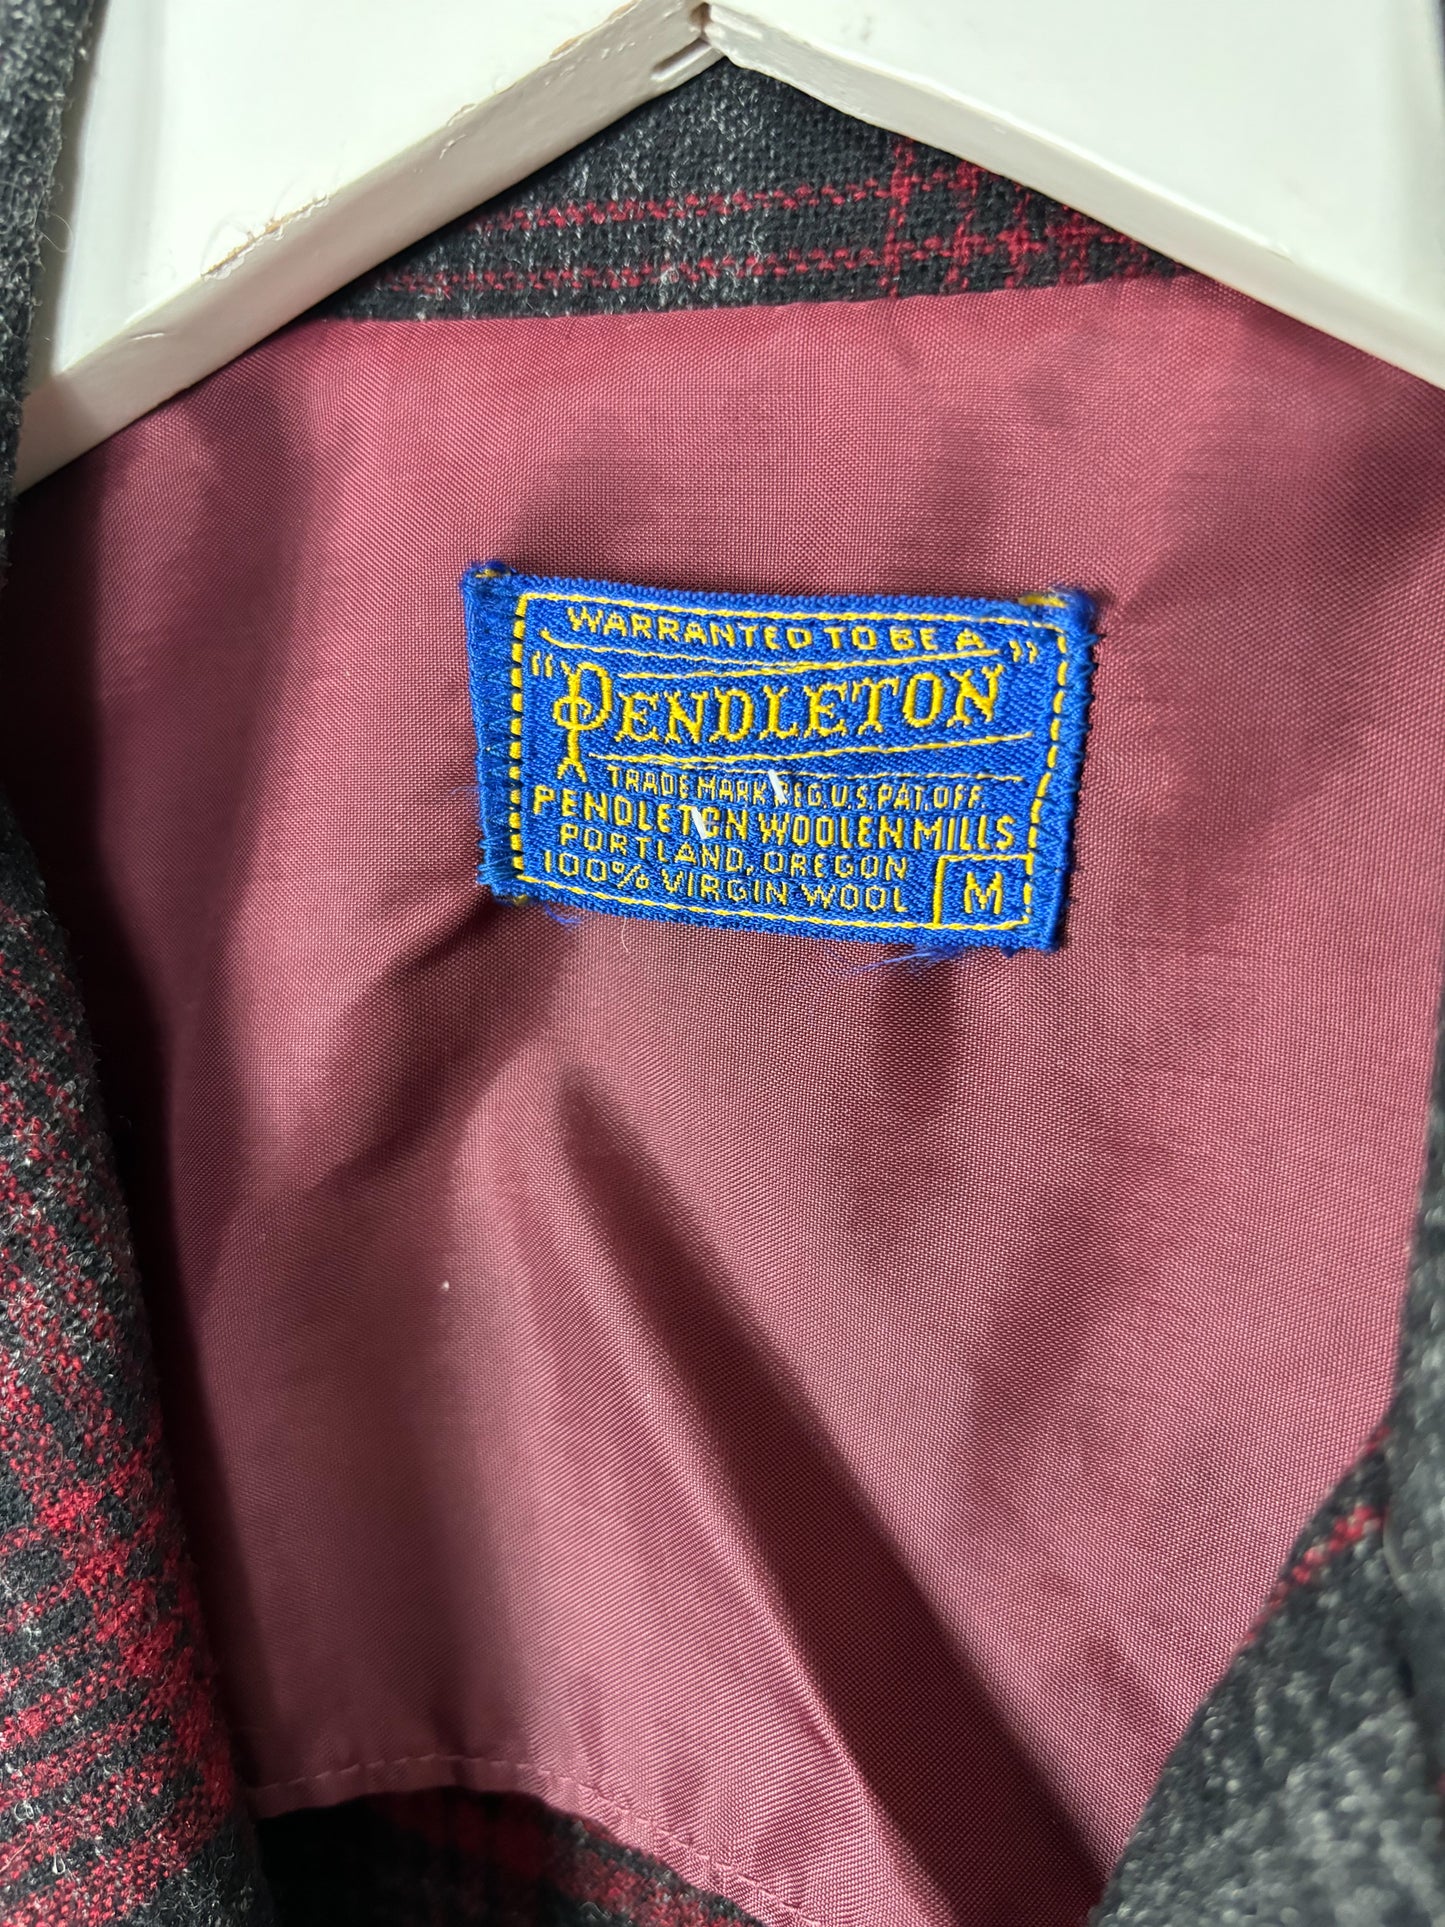 WARRANTED TO BE A
"PENDLETON"
TRADE MARK REG. U.S. PAT. OFF.
PENDLETON WOOLEN MILLS
PORTLAND, OREGON
100% VIRGIN WOOL M